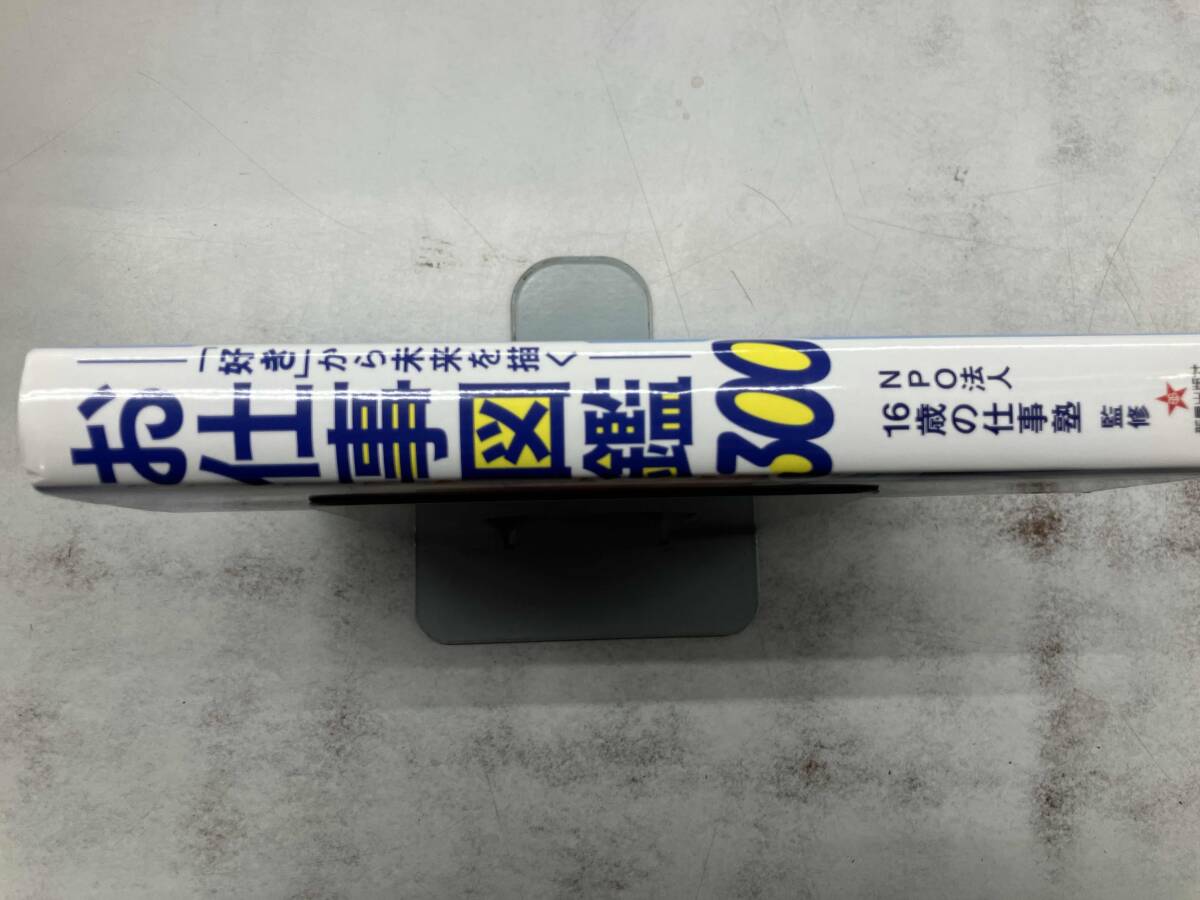 「好き」から未来を描く
お仕事図鑑300
NPO法人
16歳の仕事塾
監修